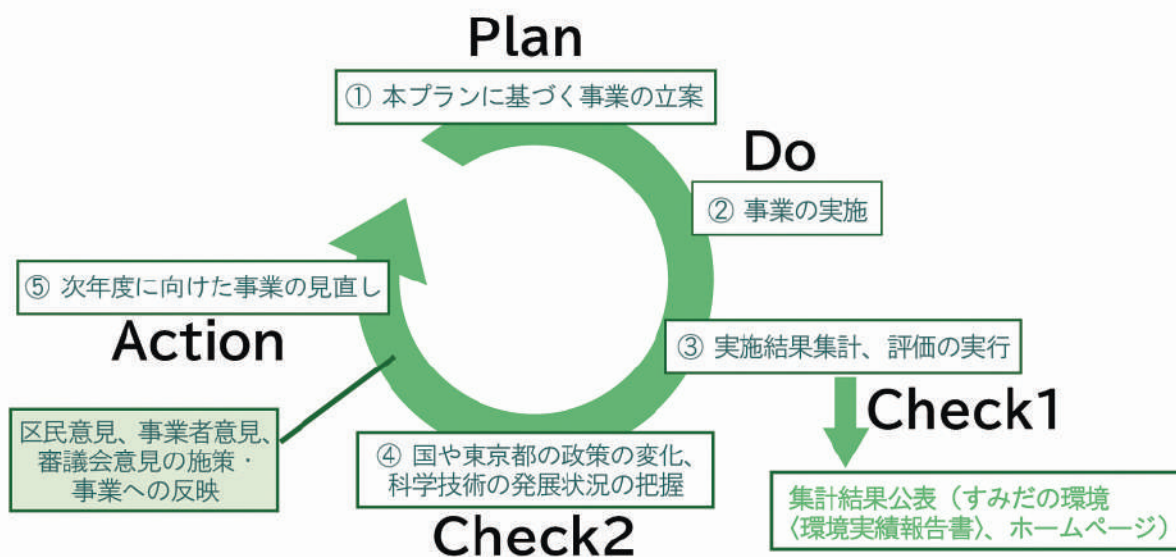 Plan
① 本プランに基づく事業の立案
Do
② 事業の実施
③ 実施結果集計、評価の実行
Check1
集計結果公表（すみだの環境
〈環境実績報告書〉、ホームページ）
④ 国や東京都の政策の変化、
科学技術の発展状況の把握
Check2
⑤ 次年度に向けた事業の見直し
Action
区民意見、事業者意見、
審議会意見の施策・
事業への反映